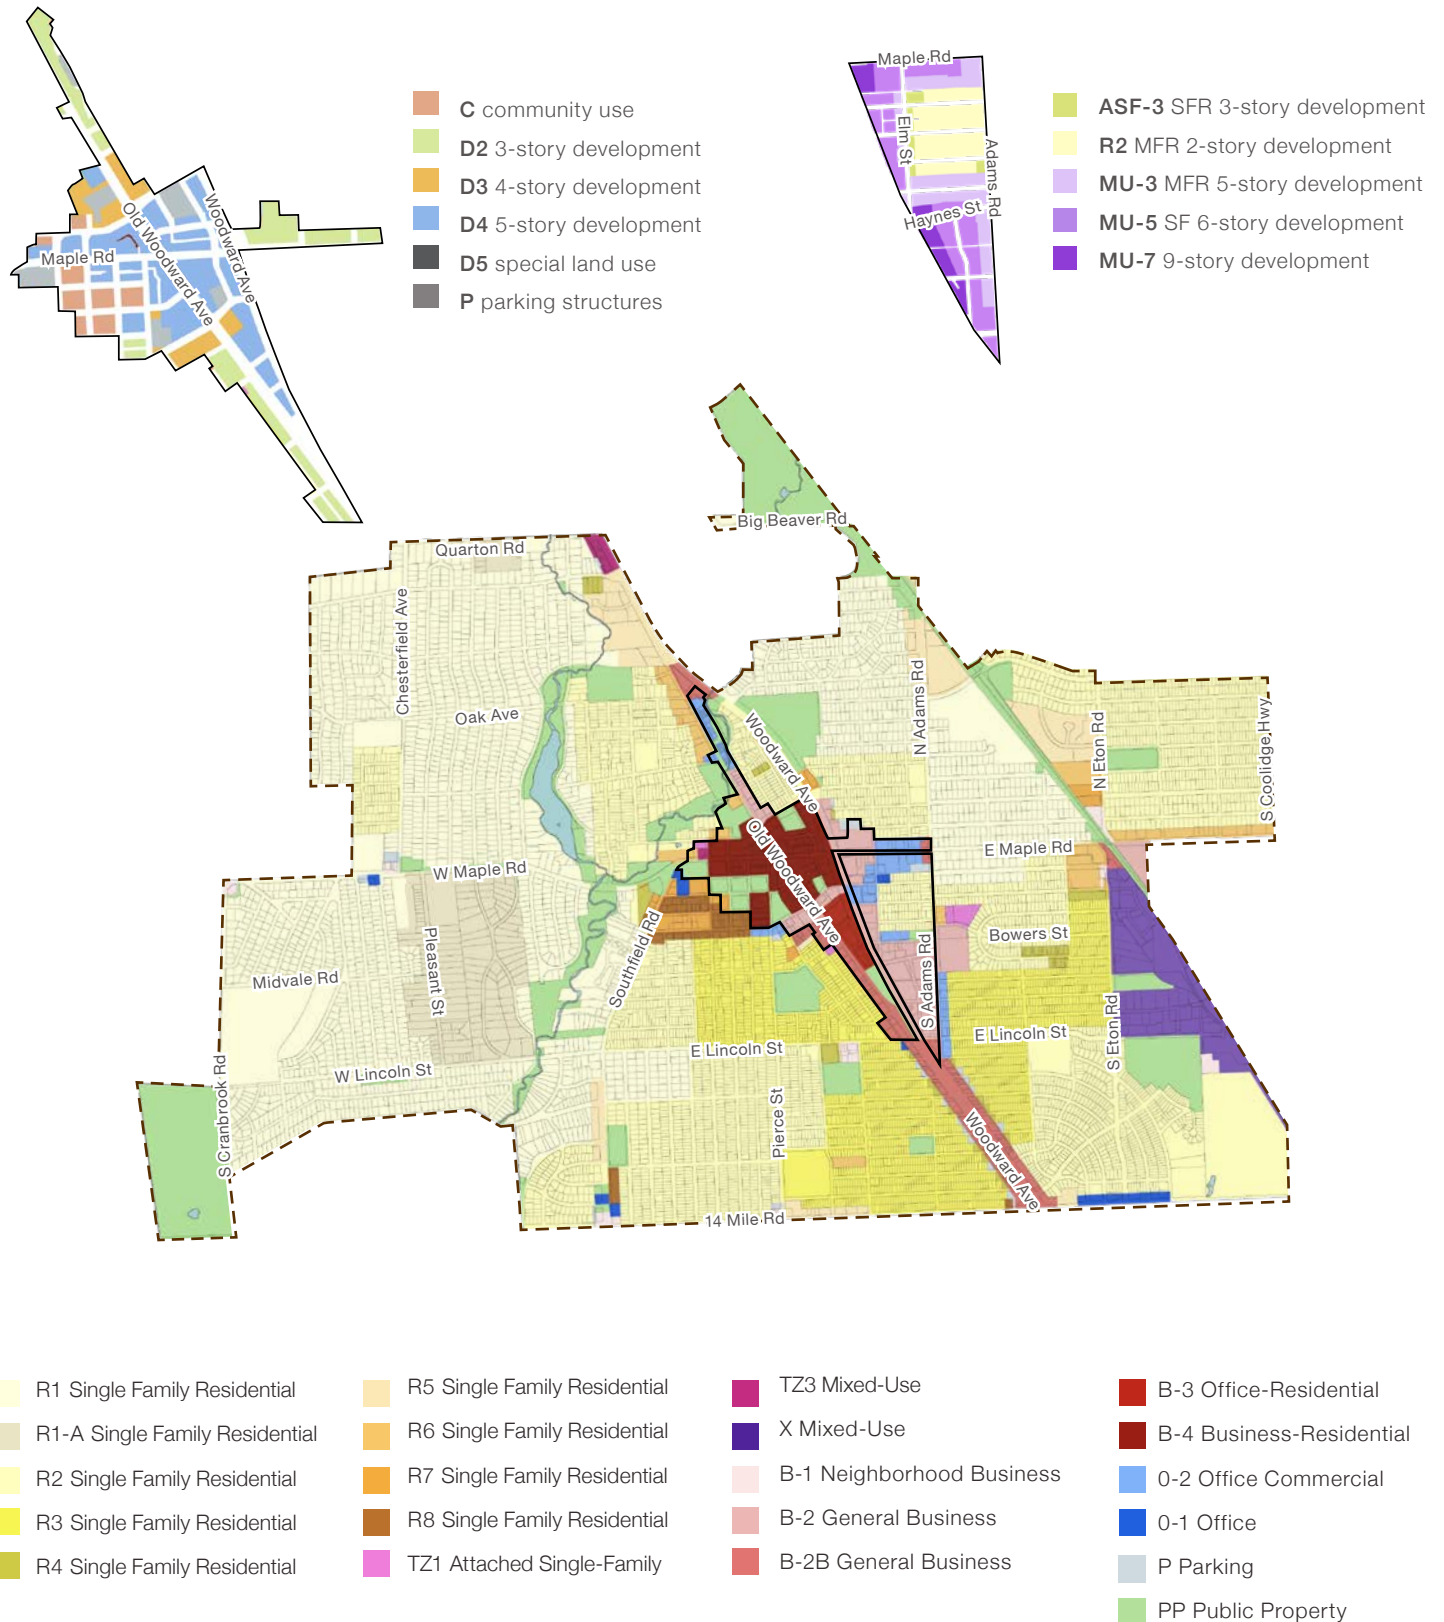 Maple Rd
Old Woodward Ave
Woodward Ave
C community use
D2 3-story development
D3 4-story development
D4 5-story development
D5 special land use
P parking structures
Maple Rd
Elm St
Adams Rd
Haynes St
ASF-3 SFR 3-story development
R2 MFR 2-story development
MU-3 MFR 5-story development
MU-5 SF 6-story development
MU-7 9-story development
Big Beaver Rd
Quarton Rd
Chesterfield Ave
Oak Ave
Woodward Ave
N Adams Rd
N Eton Rd
S Coolidge Hwy
W Maple Rd
Old Woodward Ave
E Maple Rd
Pleasant St
Southfield Rd
Bowers St
Midvale Rd
S Adams Rd
S Eton Rd
E Lincoln St
E Lincoln St
W Lincoln St
S Cranbrook Rd
Pierce St
Woodward Ave
14 Mile Rd
R1 Single Family Residential
R1-A Single Family Residential
R2 Single Family Residential
R3 Single Family Residential
R4 Single Family Residential
R5 Single Family Residential
R6 Single Family Residential
R7 Single Family Residential
R8 Single Family Residential
TZ1 Attached Single-Family
TZ3 Mixed-Use
X Mixed-Use
B-1 Neighborhood Business
B-2 General Business
B-2B General Business
B-3 Office-Residential
B-4 Business-Residential
0-2 Office Commercial
0-1 Office
P Parking
PP Public Property